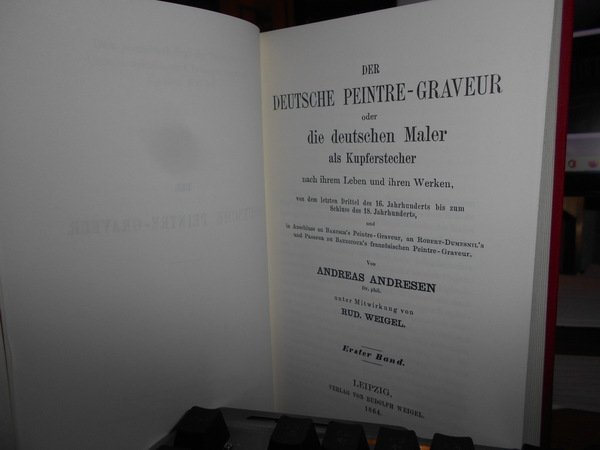 DER
DEUTSCHE PEINTRE-GRAVEUR
oder
die deutschen Maler
als Kupferstecher
nach ihrem Leben und ihren Werken,
von dem letzten Drittel des 16. Jahrhunderts bis zum
Schluss des 18. Jahrhunderts,
und
in Anschluss an BARTSCH'S Peintre-Graveur, an ROBERT-DUMESNIL'S
und PROSPER DE BAUDICOUR'S französischen Peintre-Graveur.
Von
ANDREAS ANDRESEN
Dr. phil.
unter Mitwirkung von
RUD. WEIGEL.
Erster Band.
LEIPZIG,
VERLAG VON RUDOLPH WEIGEL.
1864.